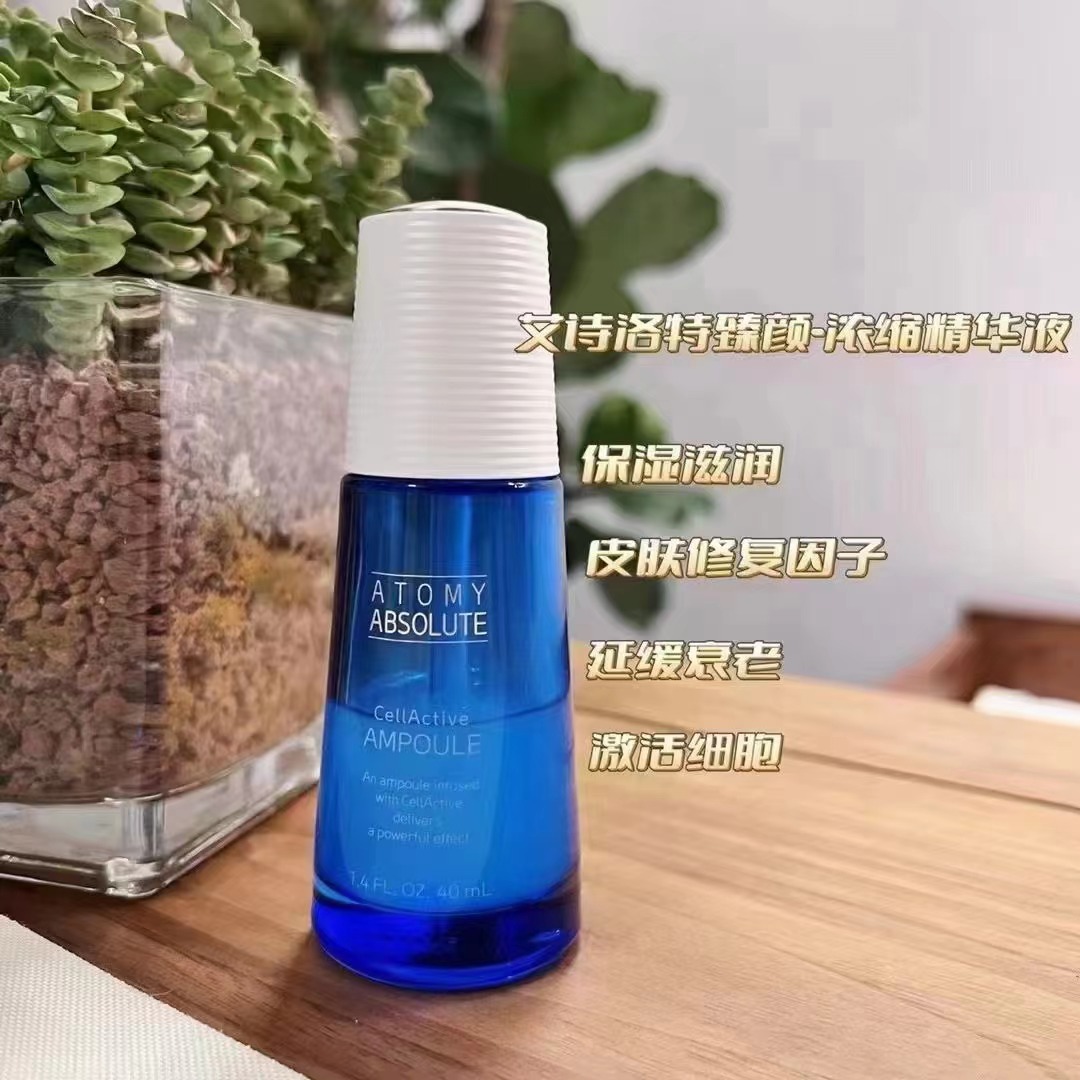 艾诗洛特臻颜·浓缩精华液
保湿滋润
皮肤修复因子
延缓衰老
激活细胞
ATOMY
ABSOLUTE
CellActive
AMPOULE
An ampoule infused
with CellActive
delivers
a powerful effect
1.4 FL. OZ. 40 mL